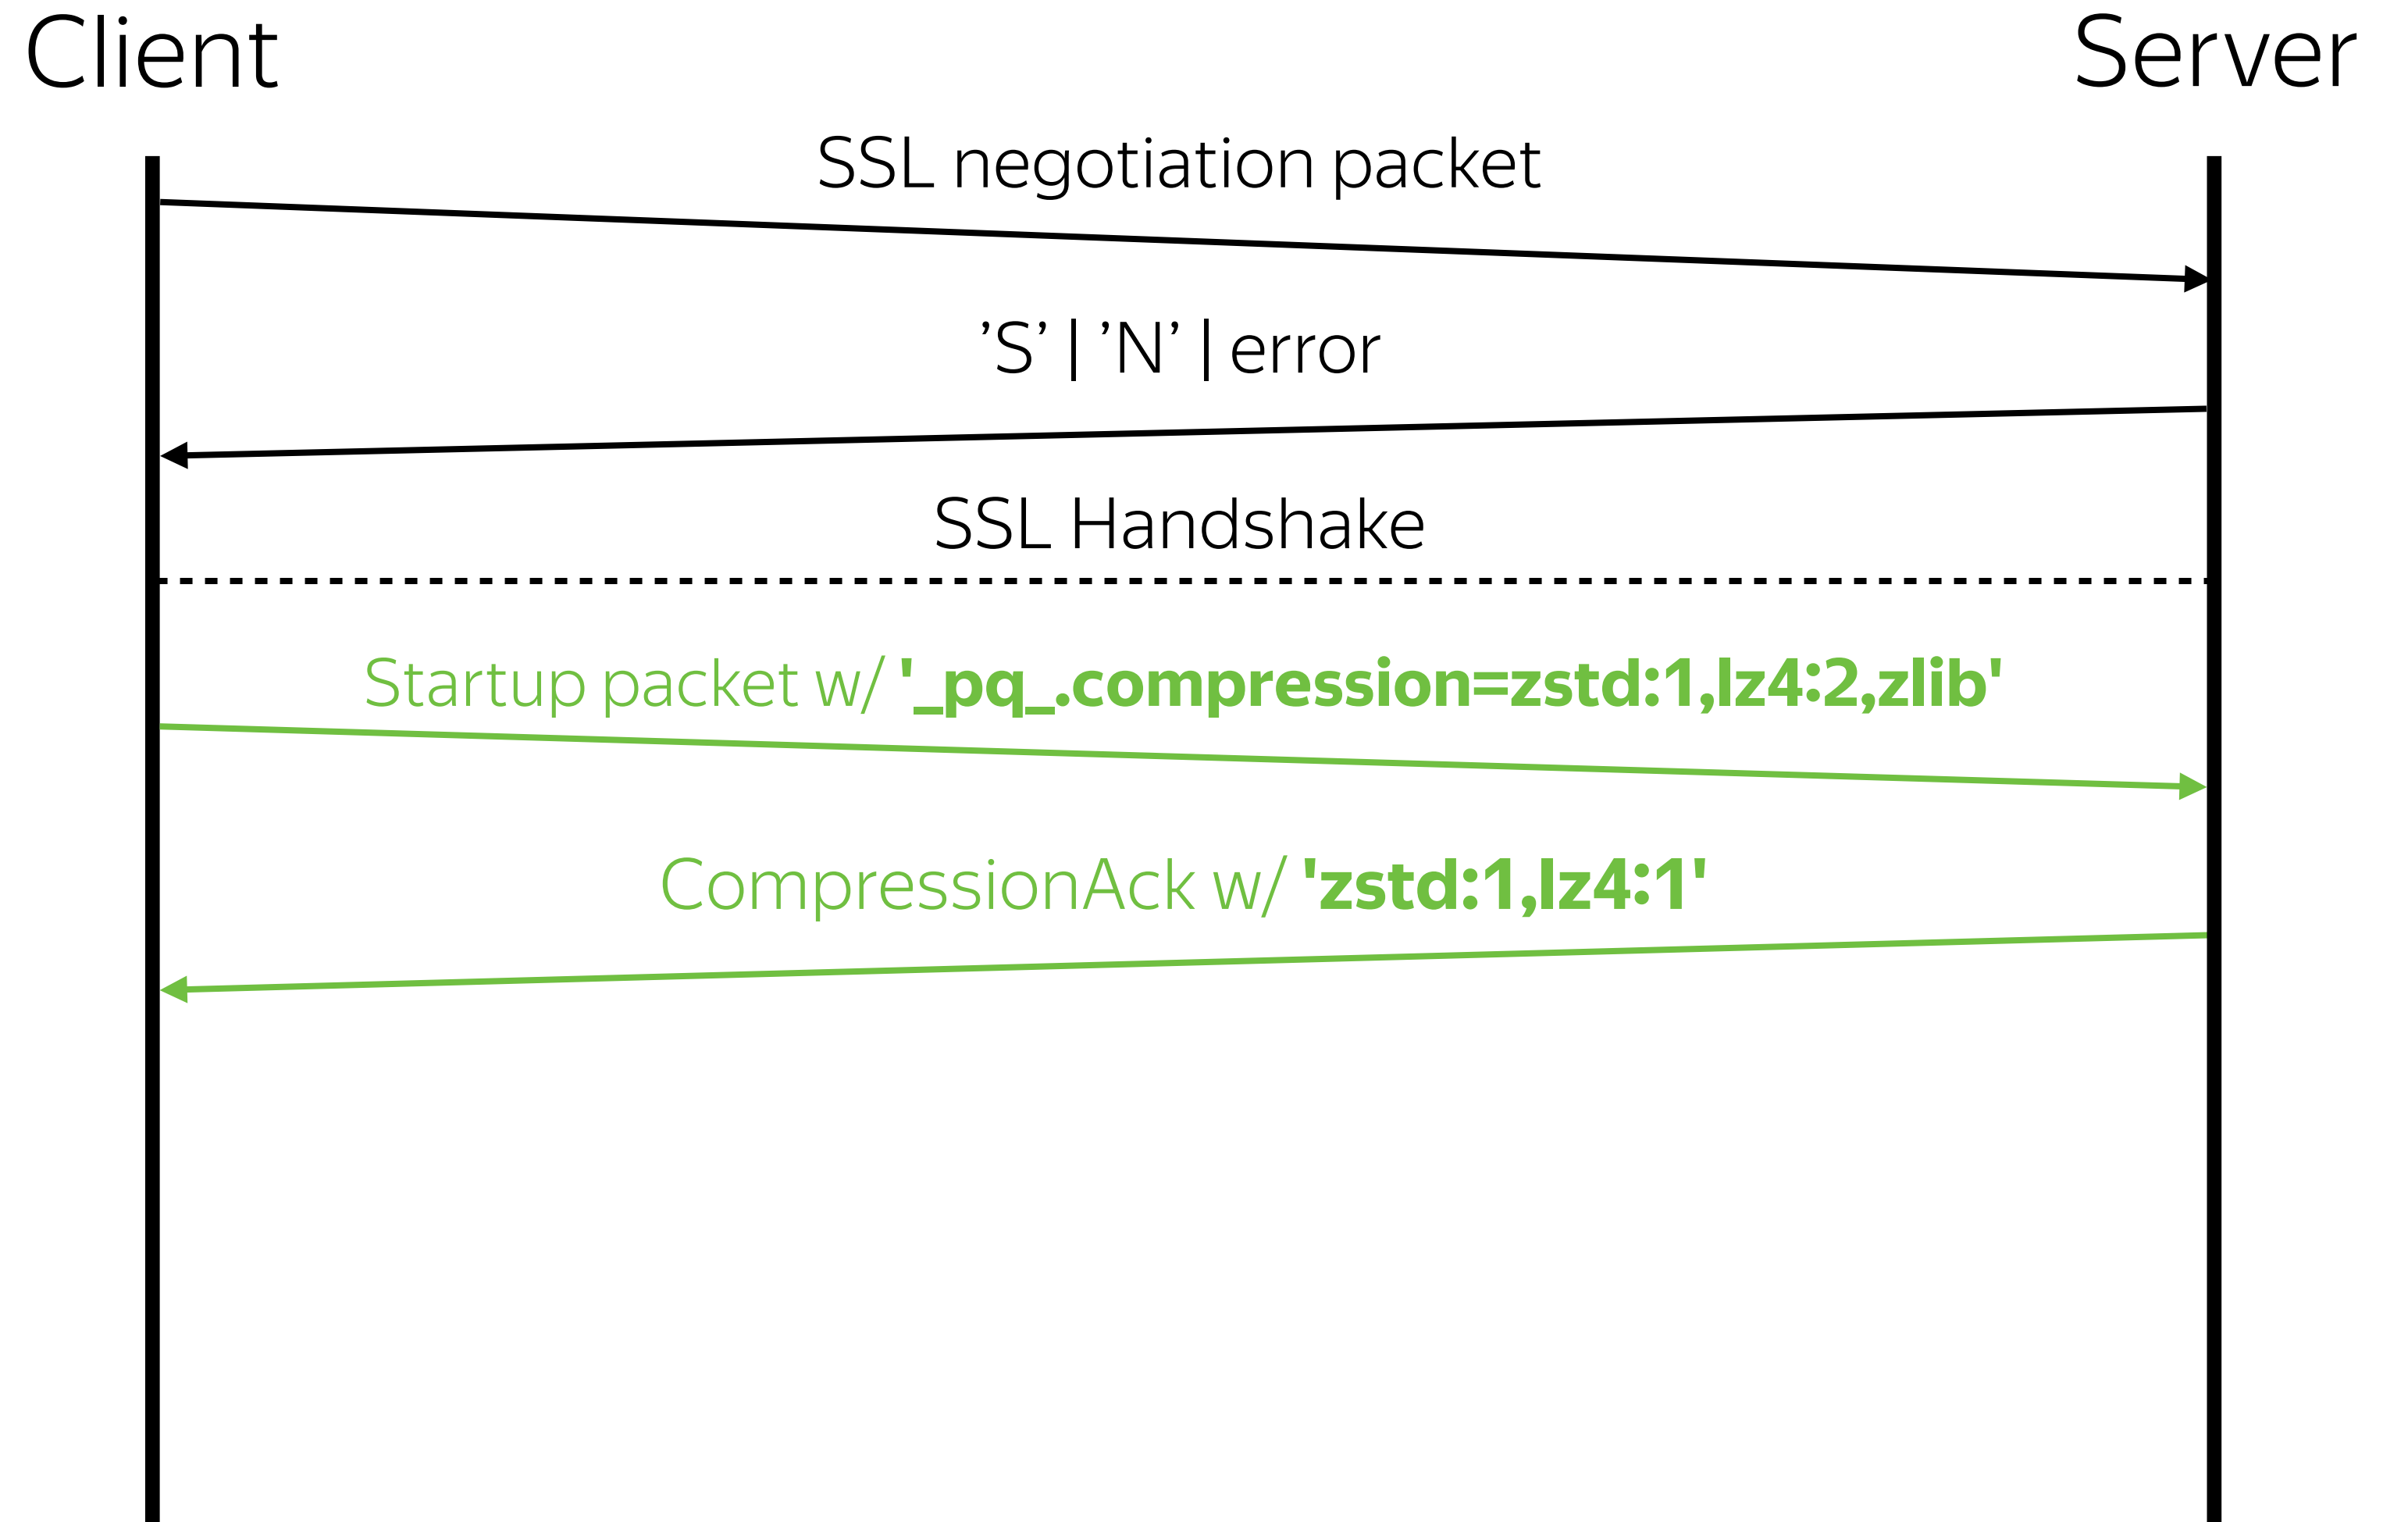 Client
Server
SSL negotiation packet
’S’ | ’N’ | error
SSL Handshake
Startup packet w/ '_pq_.compression=zstd:1,lz4:2,zlib'
CompressionAck w/ 'zstd:1,lz4:1'